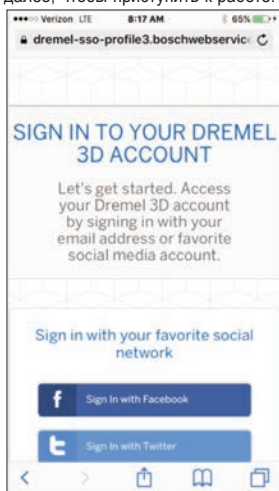 далее, чтобы приступить к работе.
Verizon LTE 8:17 AM 65%
dremel-sso-profile3.boschwebservic
SIGN IN TO YOUR DREMEL
3D ACCOUNT
Let's get started. Access
your Dremel 3D account
by signing in with your
email address or favorite
social media account.
Sign in with your favorite social
network
f Sign In with Facebook
Sign In with Twitter